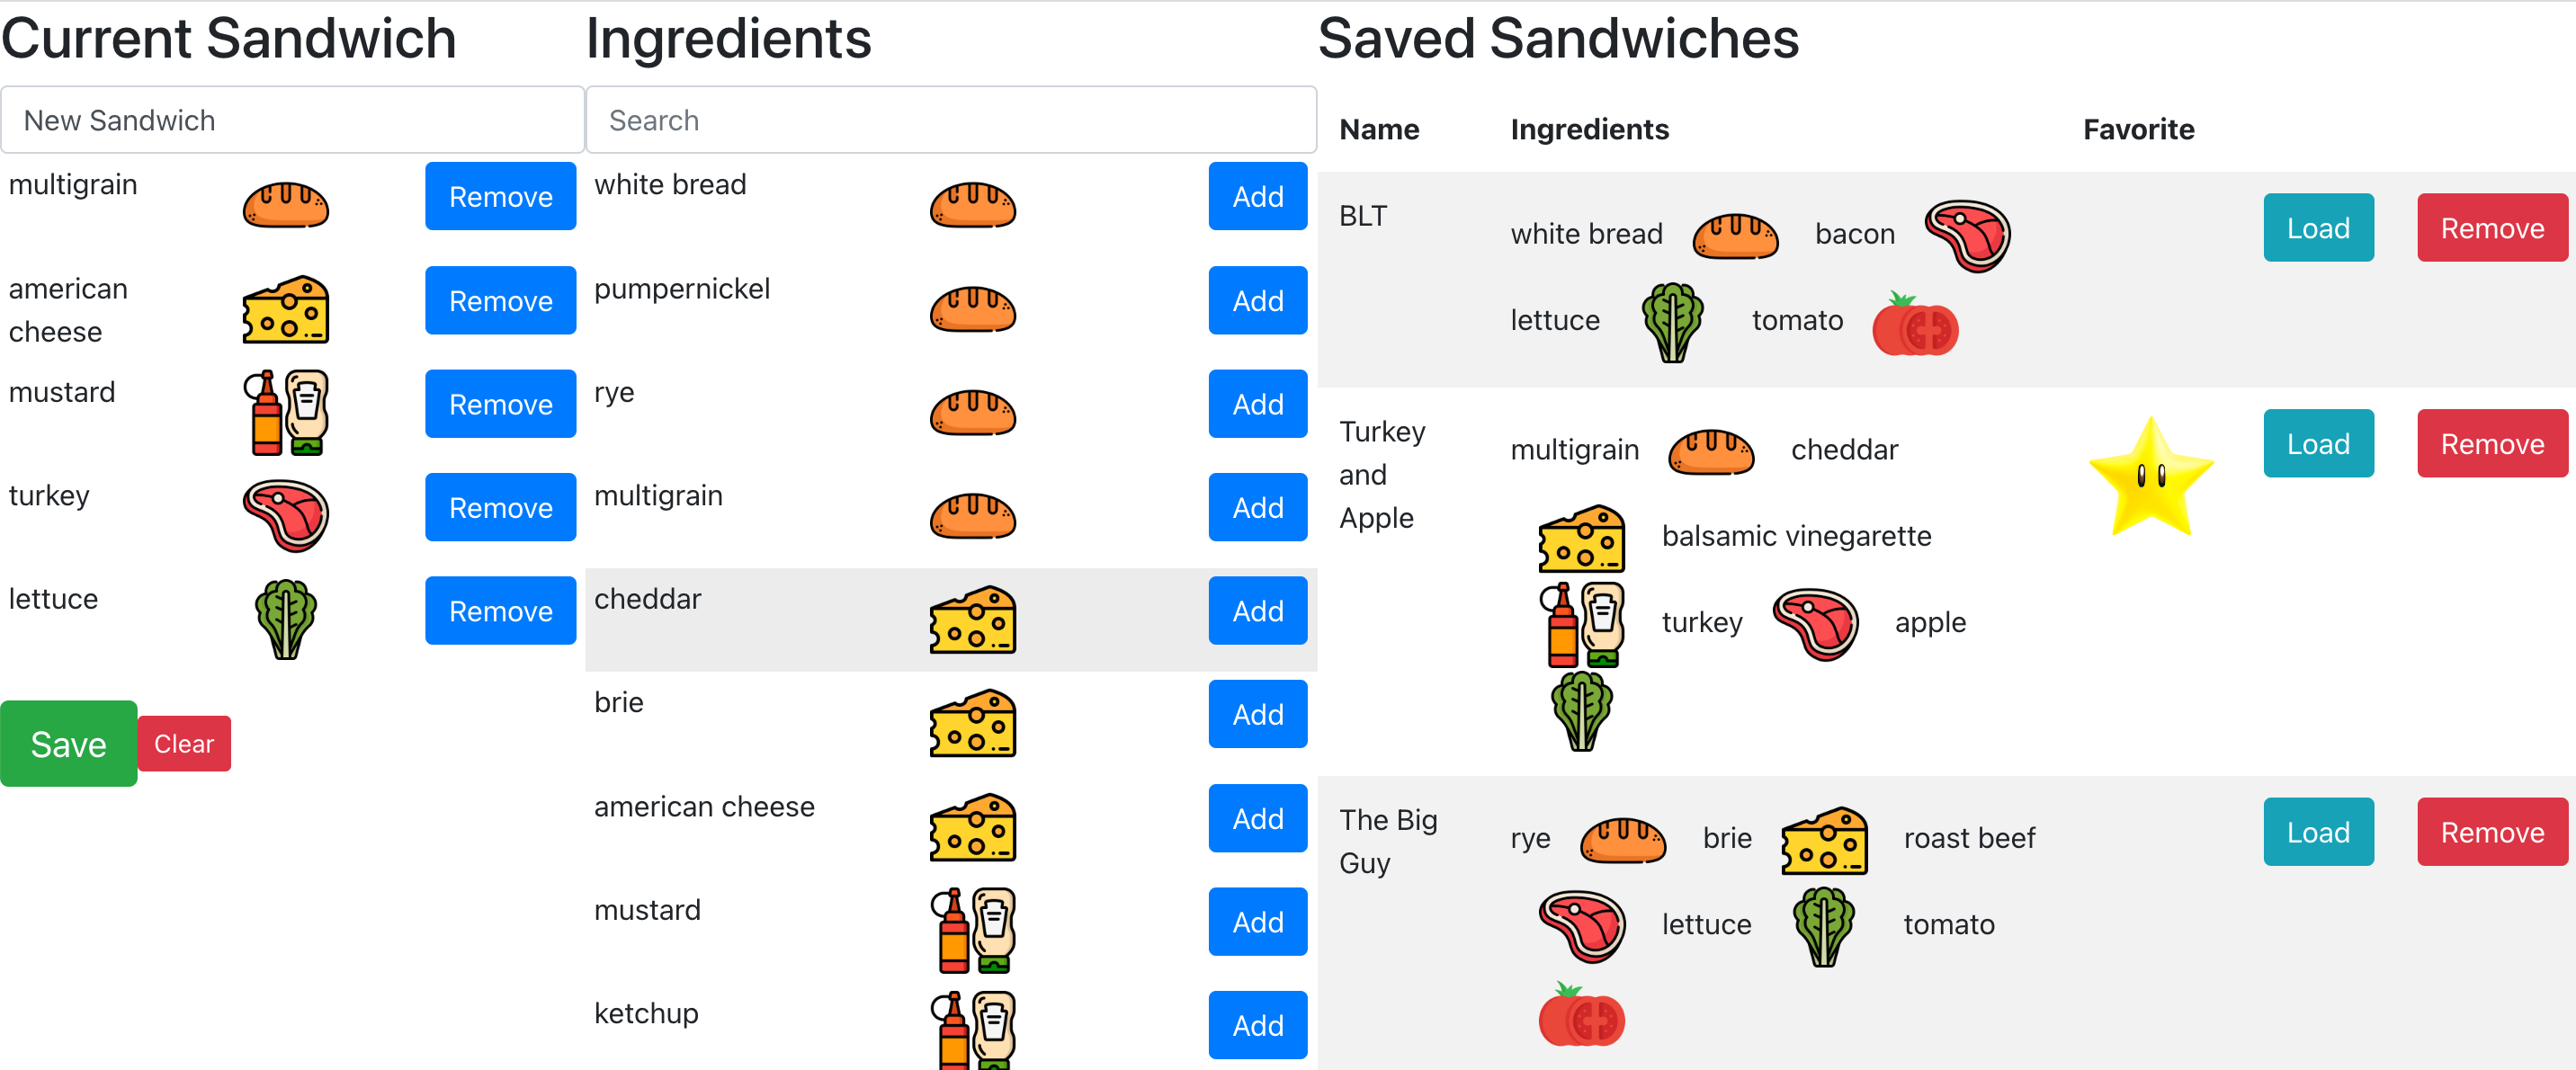 Current Sandwich
New Sandwich
multigrain Remove
american
cheese Remove
mustard Remove
turkey Remove
lettuce Remove
Save Clear
Ingredients
Search
white bread Add
pumpernickel Add
rye Add
multigrain Add
cheddar Add
brie Add
american cheese Add
mustard Add
ketchup Add
Saved Sandwiches
Name Ingredients Favorite
BLT
white bread bacon
lettuce tomato
Load Remove
Turkey
and
Apple
multigrain cheddar
balsamic vinegarette
turkey apple
Load Remove
The Big
Guy
rye brie roast beef
lettuce tomato
Load Remove